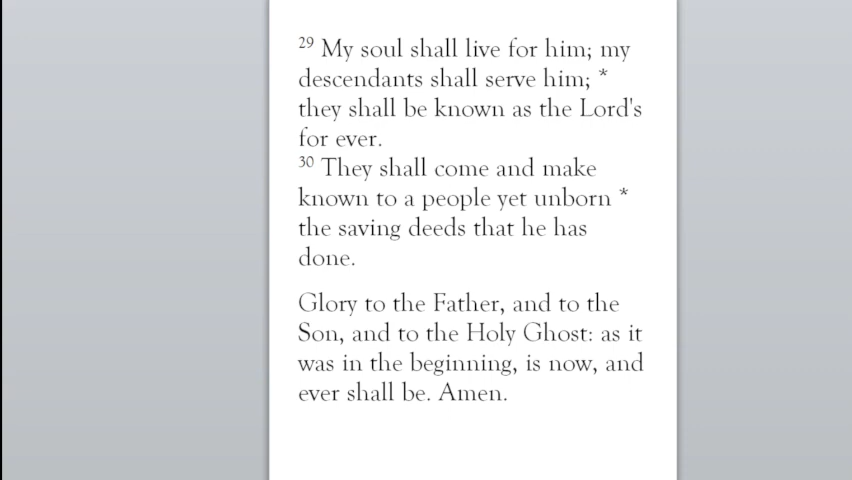 29 My soul shall live for him; my
descendants shall serve him; *
they shall be known as the Lord's
for ever.
30 They shall come and make
known to a people yet unborn *
the saving deeds that he has
done.
Glory to the Father, and to the
Son, and to the Holy Ghost: as it
was in the beginning, is now, and
ever shall be. Amen.